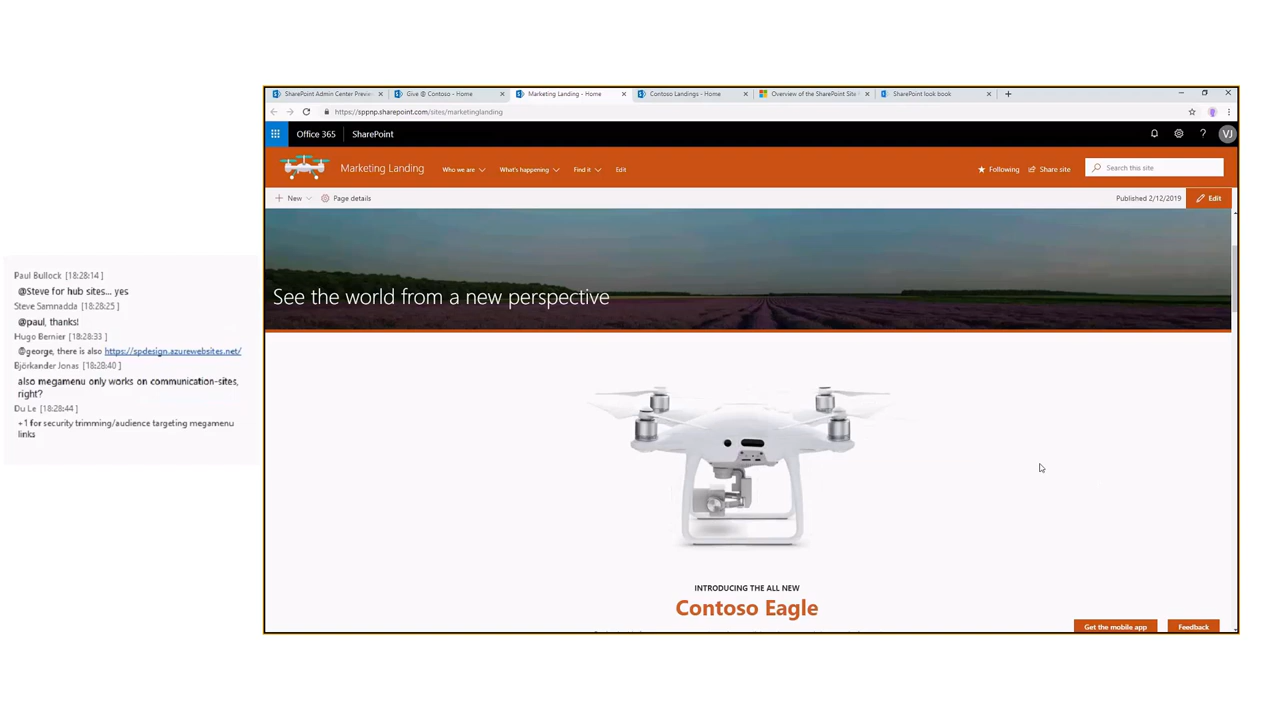 SharePoint Admin Center Preview
Give @ Contoso - Home
Marketing Landing - Home
Contoso Landings - Home
Overview of the SharePoint Site
SharePoint look book
https://sppnp.sharepoint.com/sites/marketinglanding
Office 365
SharePoint
VJ
Marketing Landing
Who we are
What's happening
Find it
Edit
Following
Share site
Search this site
New
Page details
Published 2/12/2019
Edit
See the world from a new perspective
INTRODUCING THE ALL NEW
Contoso Eagle
Get the mobile app
Feedback
Paul Bullock [18:28:14 ]
@Steve for hub sites... yes
Steve Samnadda [18:28:25 ]
@paul, thanks!
Hugo Bernier [18:28:33 ]
@george, there is also https://spdesign.azurewebsites.net/
Björkander Jonas [18:28:40 ]
also megamenu only works on communication-sites,
right?
Du Le [18:28:44 ]
+1 for security trimming/audience targeting megamenu
links